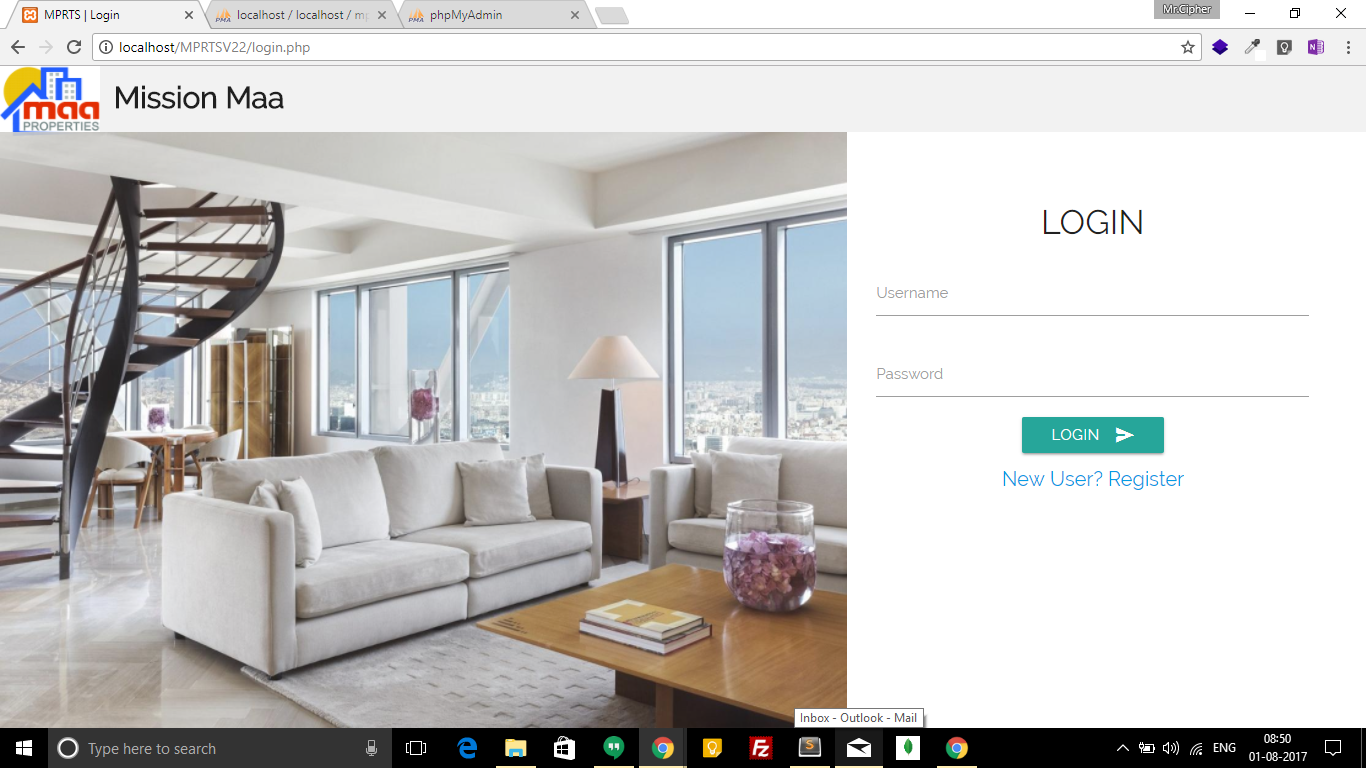 MPRTS | Login
localhost / localhost / mp
phpMyAdmin
Mr.Cipher
localhost/MPRTSV22/login.php
maa
PROPERTIES
Mission Maa
LOGIN
Username
Password
LOGIN
New User? Register
Inbox - Outlook - Mail
Type here to search
ENG
08:50
01-08-2017